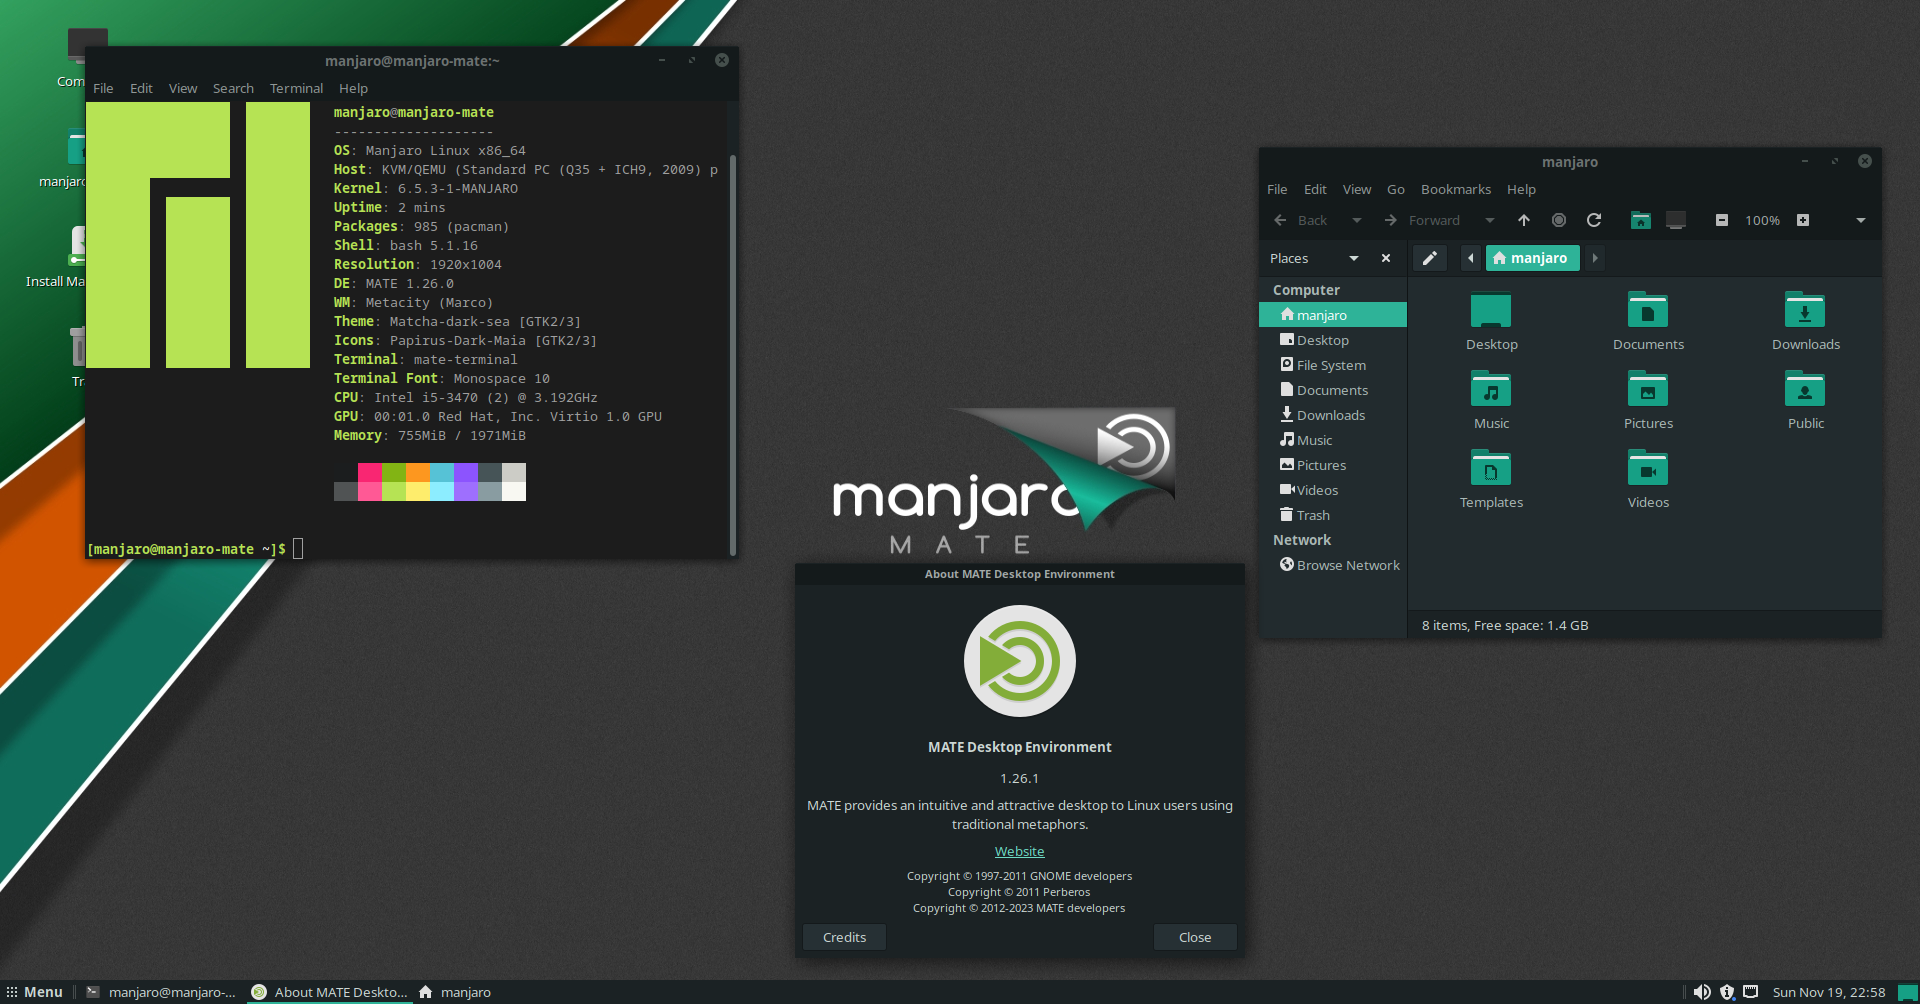 Com
manjaro
Install Ma
Tr
manjaro@manjaro-mate:~
File Edit View Search Terminal Help
manjaro@manjaro-mate
--------------------
OS: Manjaro Linux x86_64
Host: KVM/QEMU (Standard PC (Q35 + ICH9, 2009) p
Kernel: 6.5.3-1-MANJARO
Uptime: 2 mins
Packages: 985 (pacman)
Shell: bash 5.1.16
Resolution: 1920x1004
DE: MATE 1.26.0
WM: Metacity (Marco)
Theme: Matcha-dark-sea [GTK2/3]
Icons: Papirus-Dark-Maia [GTK2/3]
Terminal: mate-terminal
Terminal Font: Monospace 10
CPU: Intel i5-3470 (2) @ 3.192GHz
GPU: 00:01.0 Red Hat, Inc. Virtio 1.0 GPU
Memory: 755MiB / 1971MiB
[manjaro@manjaro-mate ~]$
manjaro
MATE
About MATE Desktop Environment
MATE Desktop Environment
1.26.1
MATE provides an intuitive and attractive desktop to Linux users using
traditional metaphors.
Website
Copyright © 1997-2011 GNOME developers
Copyright © 2011 Perberos
Copyright © 2012-2023 MATE developers
Credits Close
manjaro
File Edit View Go Bookmarks Help
Back Forward 100%
Places manjaro
Computer
manjaro
Desktop
File System
Documents
Downloads
Music
Pictures
Videos
Trash
Network
Browse Network
Desktop Documents Downloads
Music Pictures Public
Templates Videos
8 items, Free space: 1.4 GB
Menu manjaro@manjaro-... About MATE Deskto... manjaro Sun Nov 19, 22:58